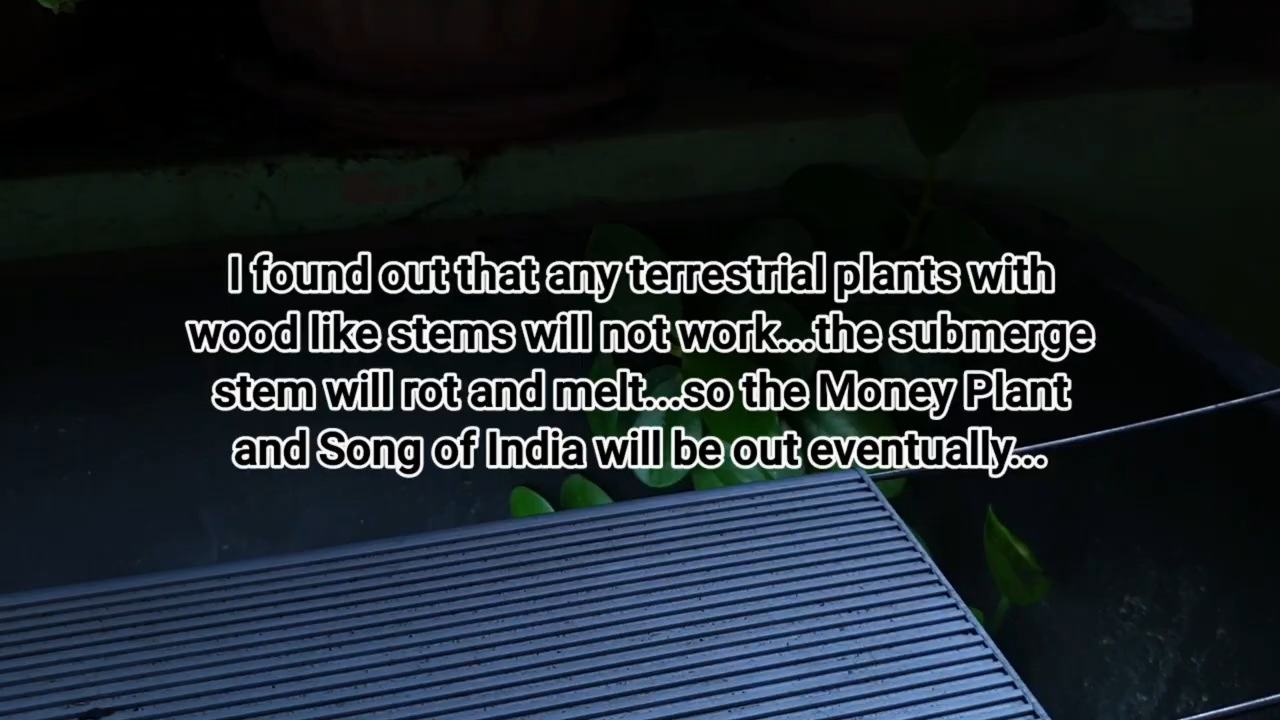 I found out that any terrestrial plants with
wood like stems will not work...the submerge
stem will rot and melt...so the Money Plant
and Song of India will be out eventually...